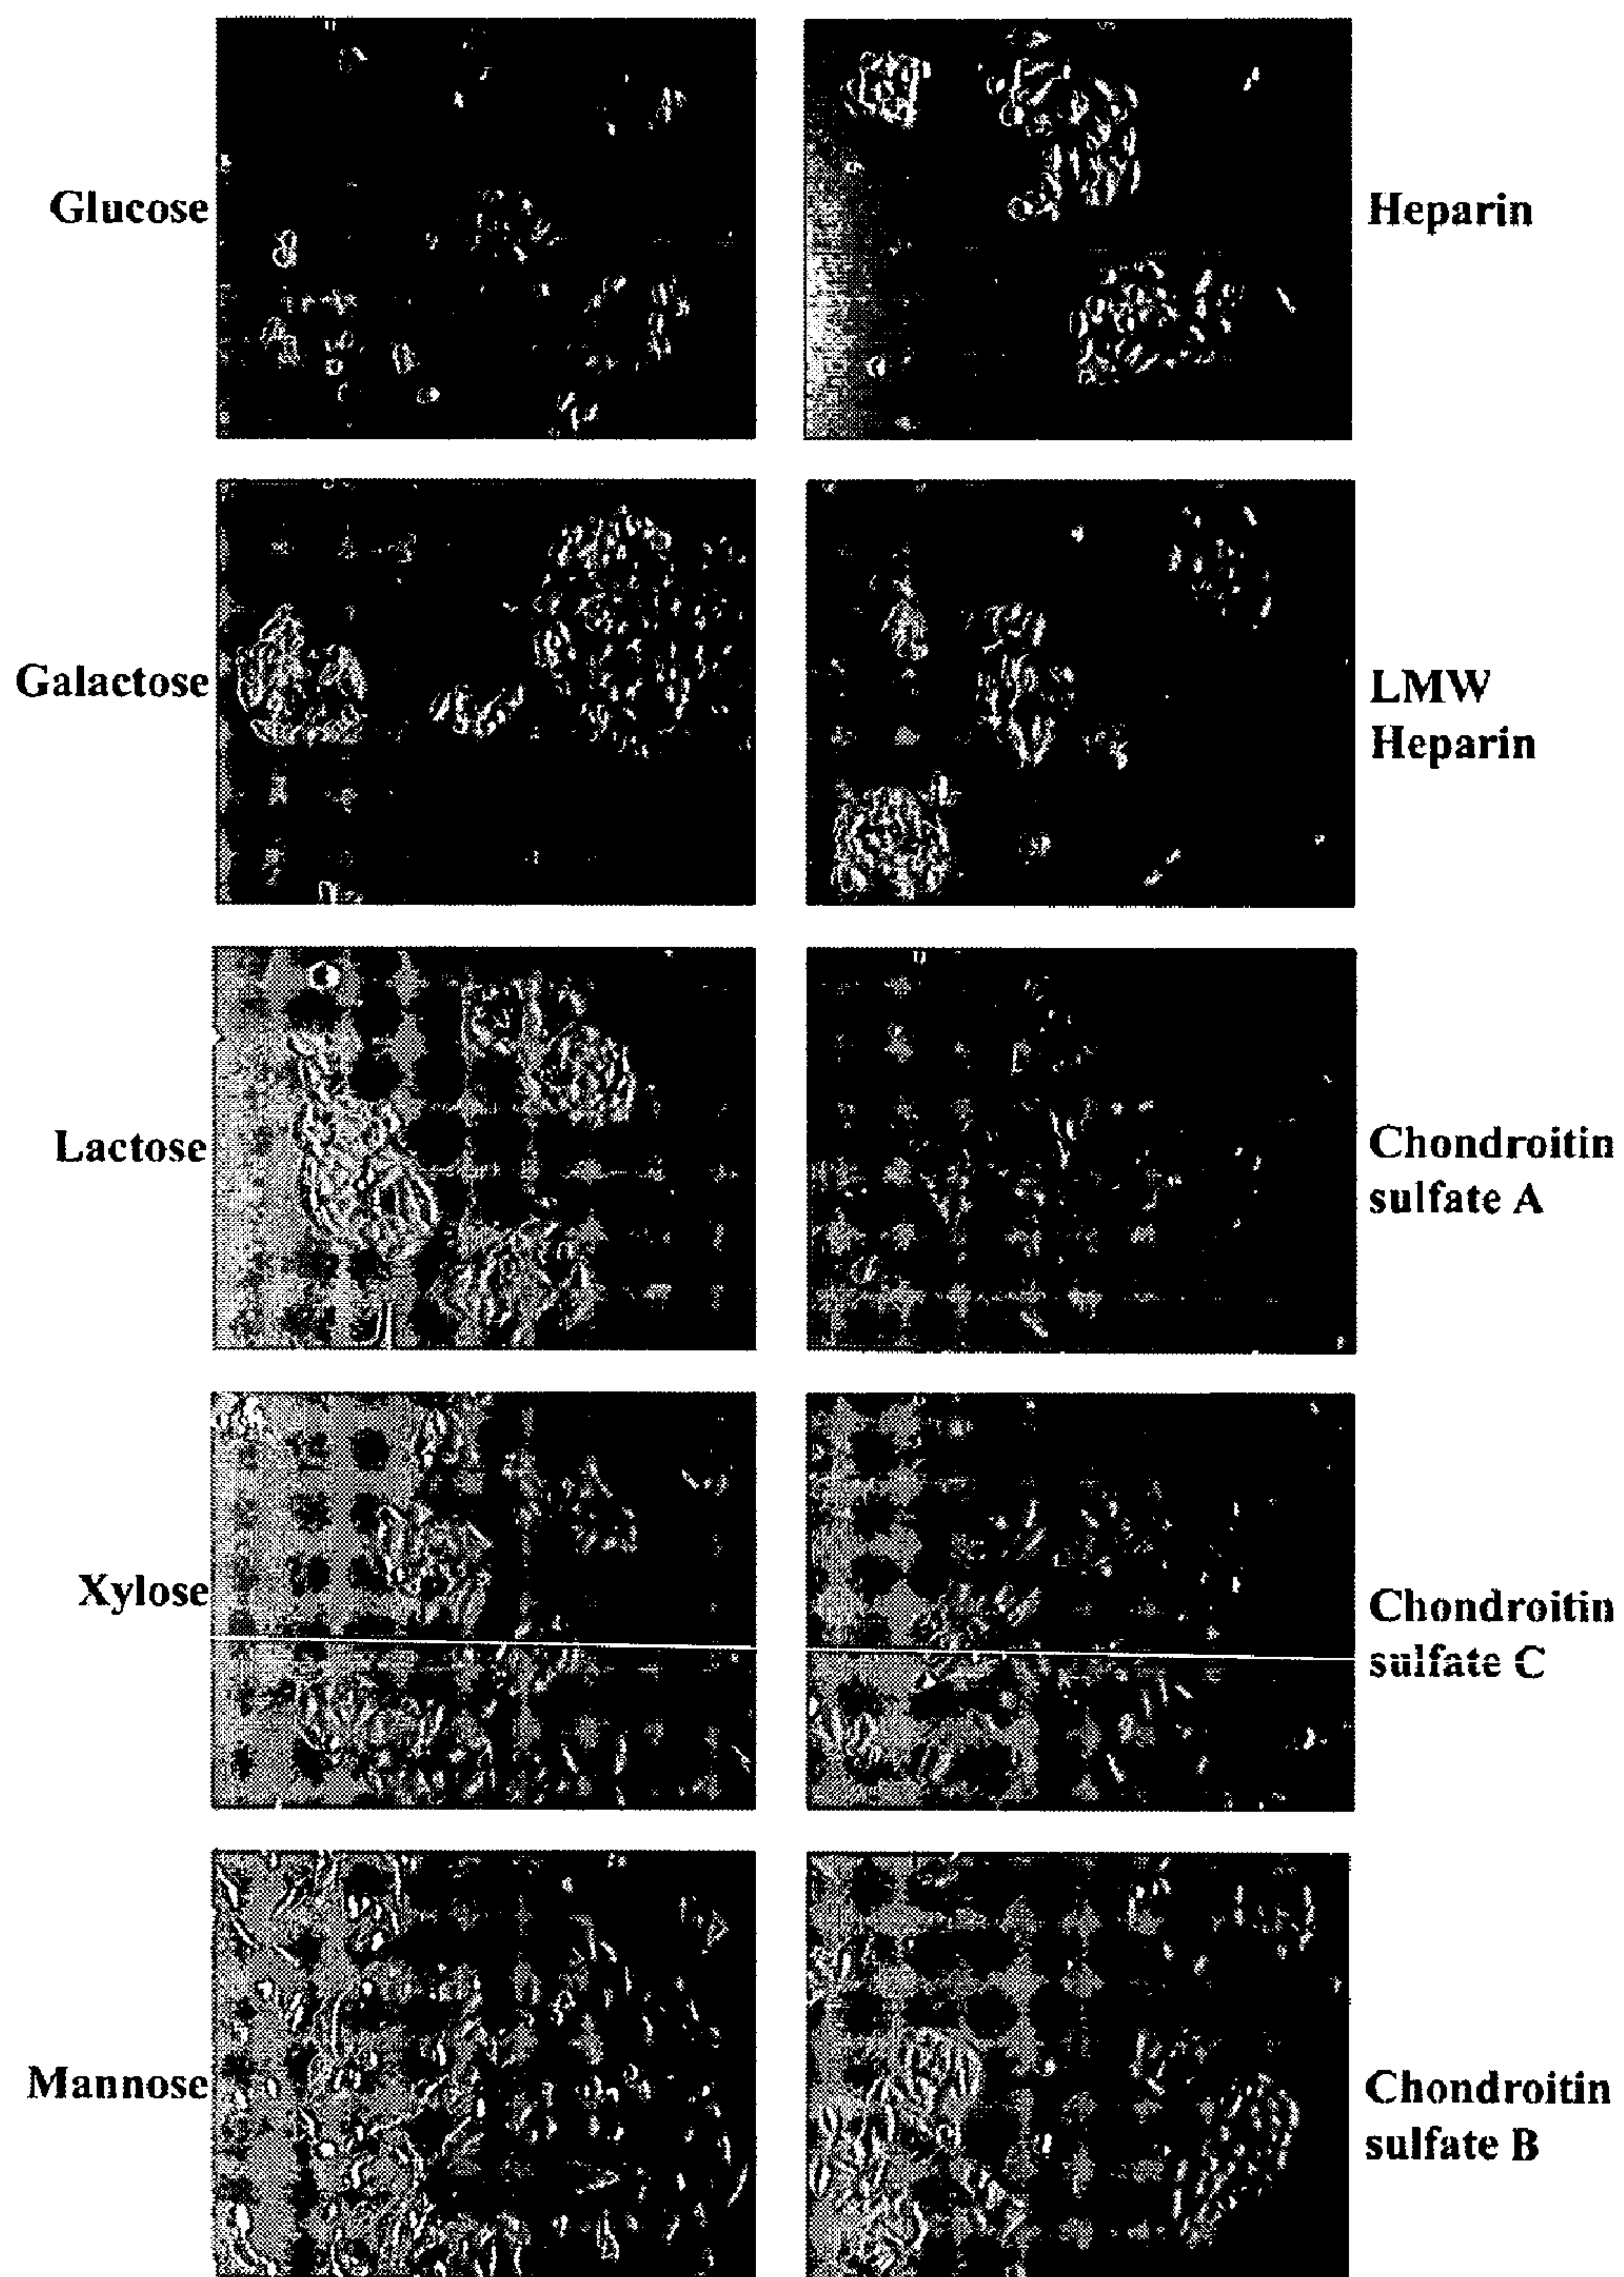 Glucose
Heparin
Galactose
LMW
Heparin
Lactose
Chondroitin
sulfate A
Xylose
Chondroitin
sulfate C
Mannose
Chondroitin
sulfate B